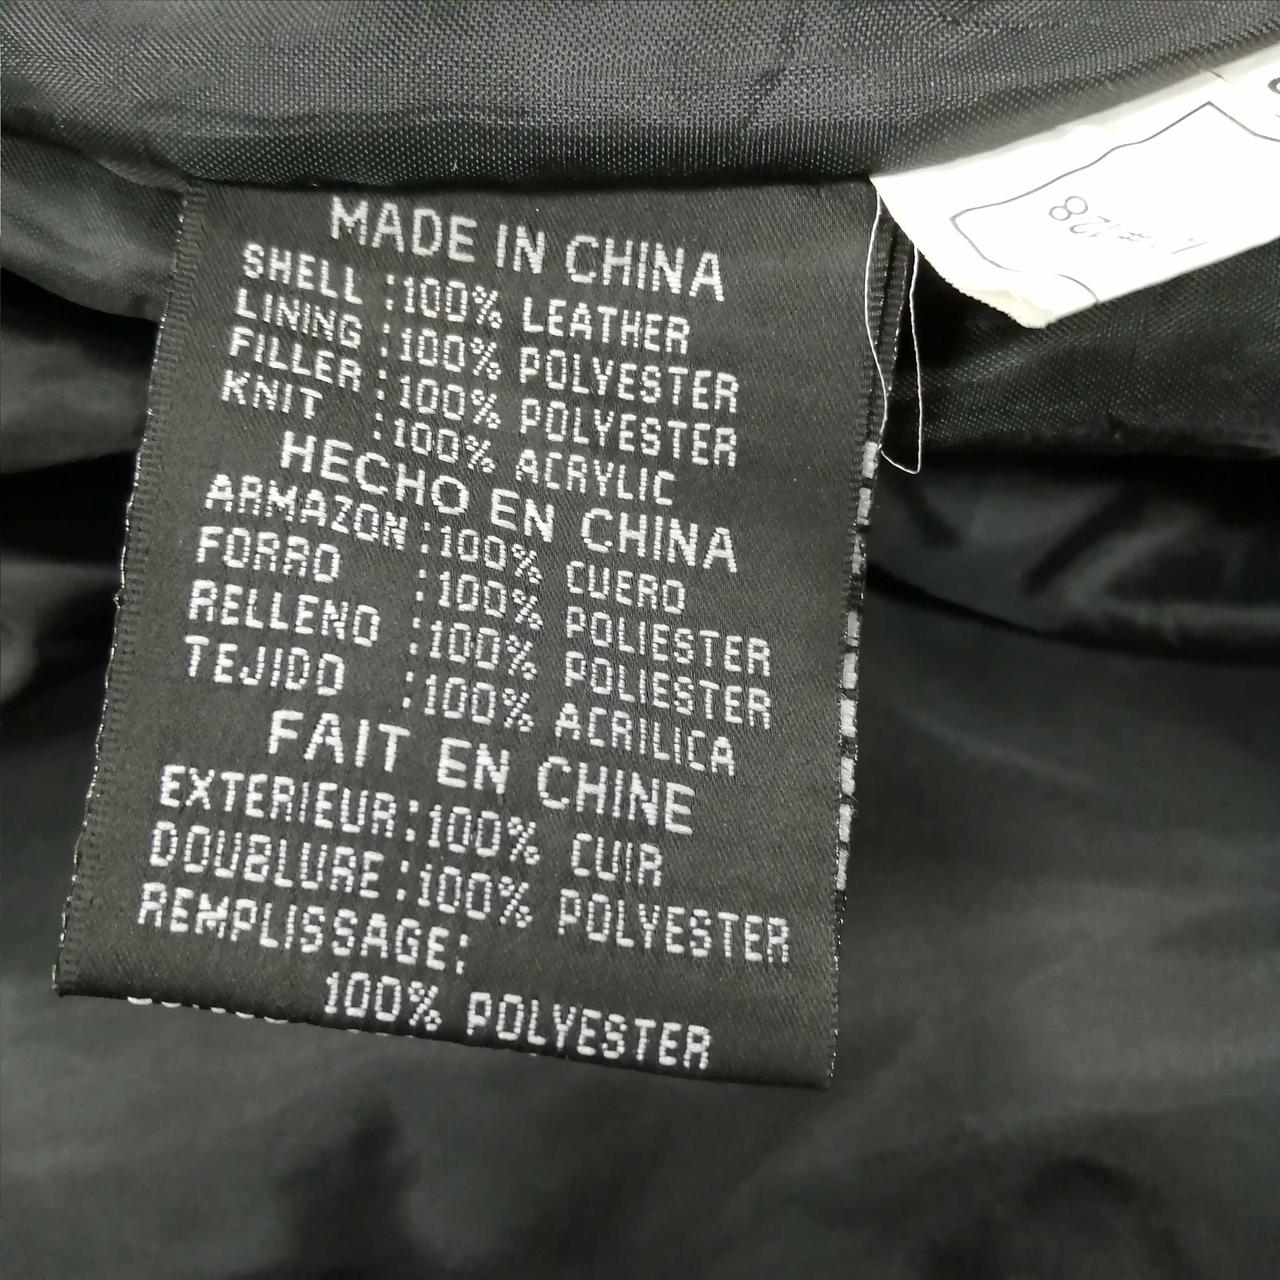 MADE IN CHINA
SHELL :100% LEATHER
LINING :100% POLYESTER
FILLER :100% POLYESTER
KNIT :100% ACRYLIC
HECHO EN CHINA
ARMAZON :100% CUERO
FORRO :100% POLIESTER
RELLENO :100% POLIESTER
TEJIDO :100% ACRILICA
FAIT EN CHINE
EXTERIEUR:100% CUIR
DOUBLURE:100% POLYESTER
REMPLISSAGE:
100% POLYESTER
# 128